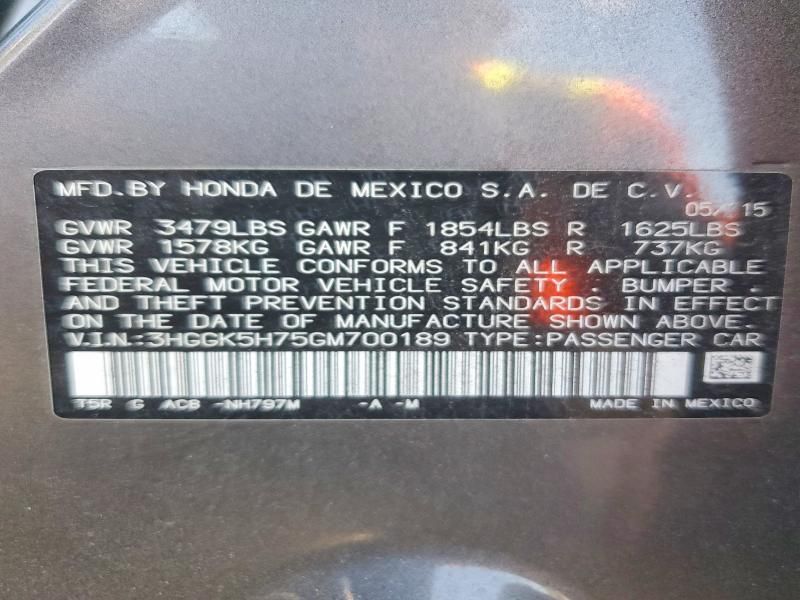 MFD.BY HONDA DE MEXICO S.A. DE C.V.
05/15
GVWR 3479LBS GAWR F 1854LBS R 1625LBS
GVWR 1578KG GAWR F 841KG R 737KG
THIS VEHICLE CONFORMS TO ALL APPLICABLE
FEDERAL MOTOR VEHICLE SAFETY . BUMPER .
AND THEFT PREVENTION STANDARDS IN EFFECT
ON THE DATE OF MANUFACTURE SHOWN ABOVE.
V.I.N.:3HGGK5H75GM700189 TYPE:PASSENGER CAR
T5R G AC8 -NH797M -A -M MADE IN MEXICO